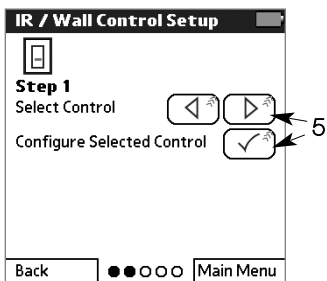 IR / Wall Control Setup
Step 1
Select Control
Configure Selected Control
5
Back Main Menu